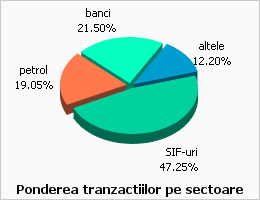 banci
21.50%
altele
12.20%
petrol
19.05%
SIF-uri
47.25%
Ponderea tranzactiilor pe sectoare